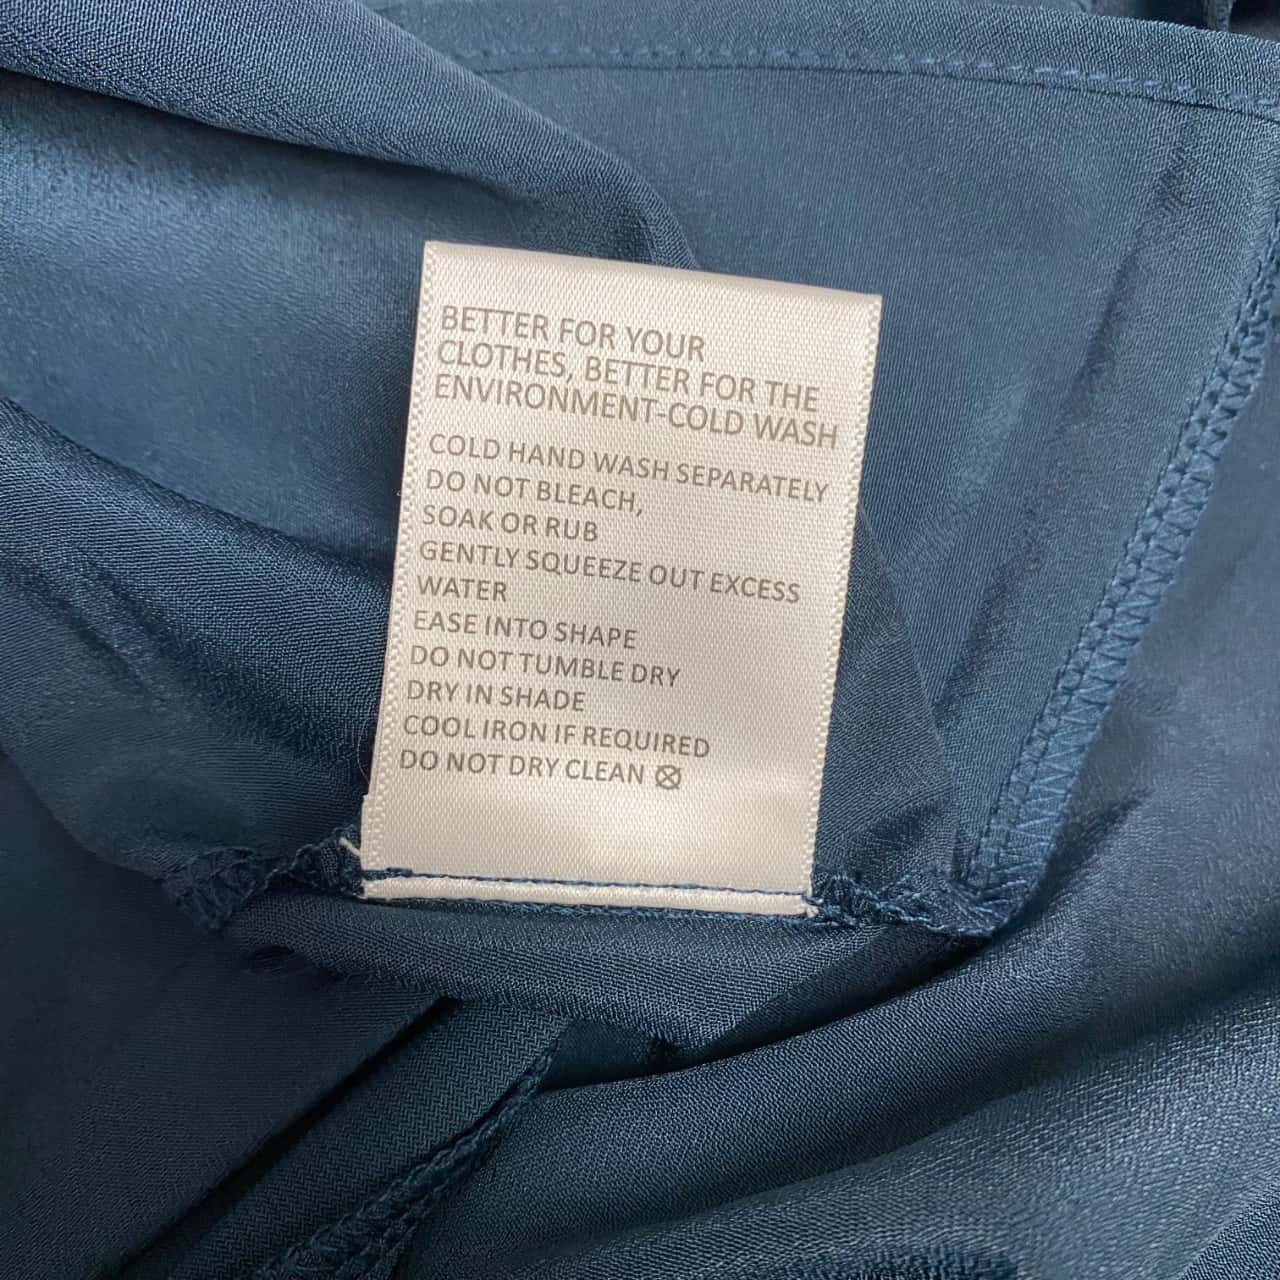 BETTER FOR YOUR
CLOTHES, BETTER FOR THE
ENVIRONMENT-COLD WASH
COLD HAND WASH SEPARATELY
DO NOT BLEACH,
SOAK OR RUB
GENTLY SQUEEZE OUT EXCESS
WATER
EASE INTO SHAPE
DO NOT TUMBLE DRY
DRY IN SHADE
COOL IRON IF REQUIRED
DO NOT DRY CLEAN